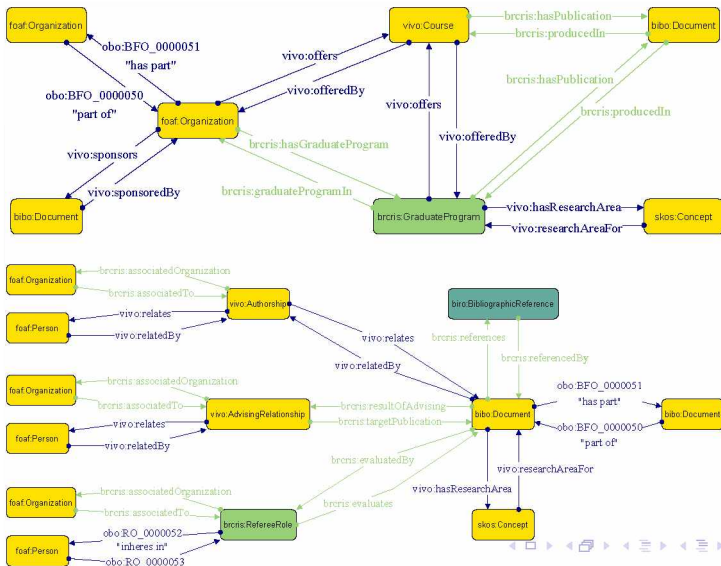 foaf:Organization
vivo:Course
brcris:hasPublication
bibo:Document
brcris:producedIn
obo:BFO_0000051
"has part"
vivo:offers
brcris:hasPublication
obo:BFO_0000050
"part of"
vivo:offeredBy
vivo:offers
brcris:producedIn
foaf:Organization
vivo:offeredBy
brcris:hasGraduateProgram
vivo:sponsors
vivo:sponsoredBy
brcris:graduateProgramIn
bibo:Document
brcris:GraduateProgram
vivo:hasResearchArea
skos:Concept
vivo:researchAreaFor
foaf:Organization
brcris:associatedOrganization
brcris:associatedTo
vivo:Authorship
biro:BibliographicReference
foaf:Person
vivo:relates
vivo:relatedBy
vivo:relates
brcris:references
vivo:relatedBy
brcris:referencedBy
foaf:Organization
brcris:associatedOrganization
brcris:associatedTo
vivo:AdvisingRelationship
brcris:resultOfAdvising
brcris:targetPublication
bibo:Document
obo:BFO_0000051
"has part"
bibo:Document
obo:BFO_0000050
"part of"
foaf:Person
vivo:relates
vivo:relatedBy
brcris:evaluatedBy
vivo:researchAreaFor
vivo:hasResearchArea
brcris:evaluates
foaf:Organization
brcris:associatedOrganization
brcris:associatedTo
brcris:RefereeRole
skos:Concept
foaf:Person
obo:RO_0000052
"inheres in"
obo:RO_0000053